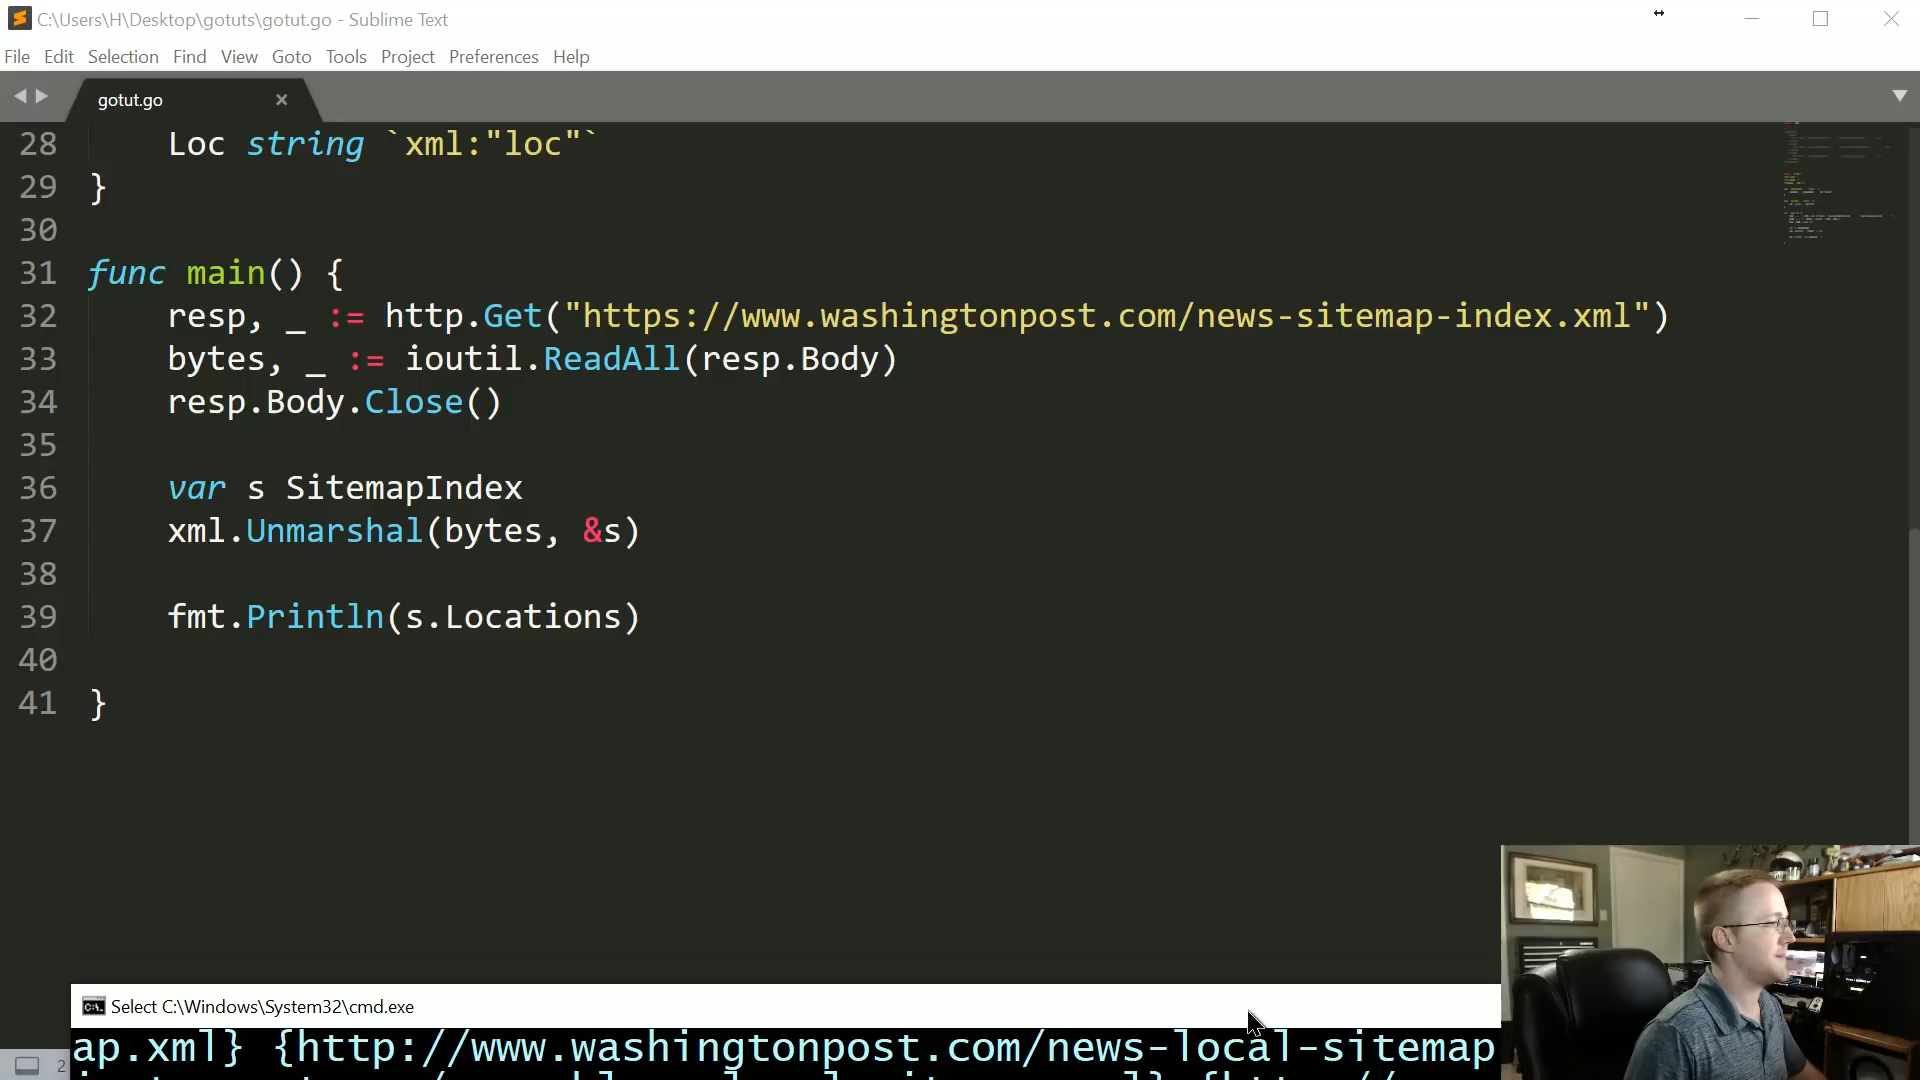 C:\Users\H\Desktop\gotuts\gotut.go - Sublime Text
File Edit Selection Find View Goto Tools Project Preferences Help
gotut.go
28 Loc string `xml:"loc"`
29 }
30
31 func main() {
32 resp, _ := http.Get("https://www.washingtonpost.com/news-sitemap-index.xml")
33 bytes, _ := ioutil.ReadAll(resp.Body)
34 resp.Body.Close()
35
36 var s SitemapIndex
37 xml.Unmarshal(bytes, &s)
38
39 fmt.Println(s.Locations)
40
41 }
Select C:\Windows\System32\cmd.exe
ap.xml} {http://www.washingtonpost.com/news-local-sitemap
2